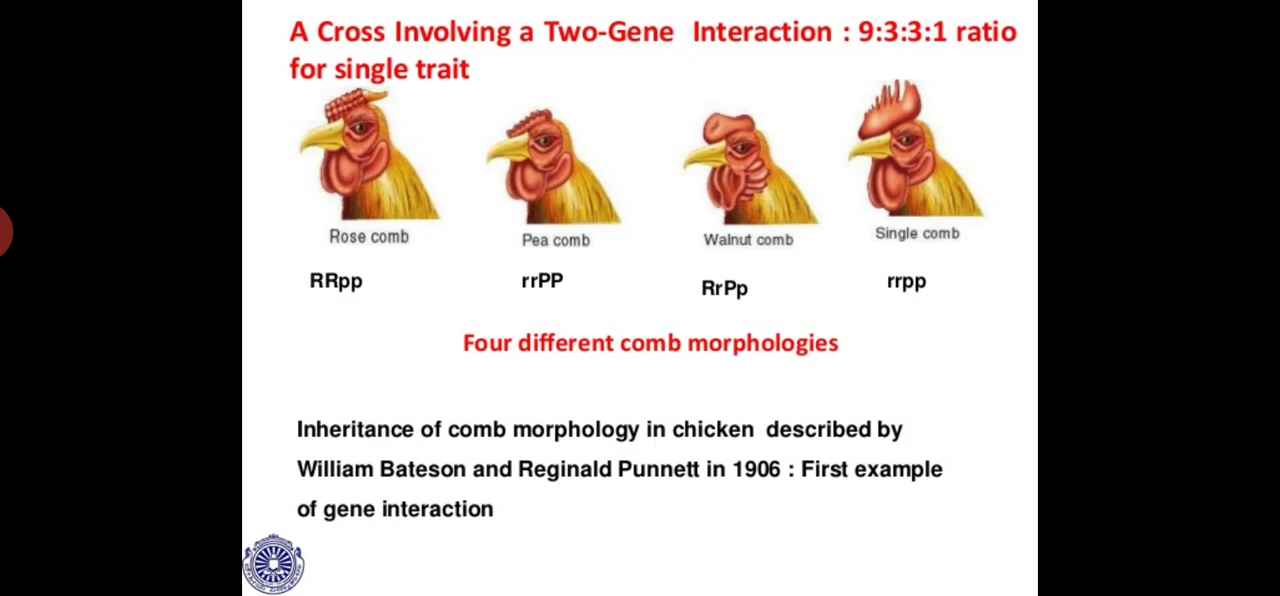 A Cross Involving a Two-Gene Interaction : 9:3:3:1 ratio
for single trait
Rose comb
Pea comb
Walnut comb
Single comb
RRpp
rrPP
RrPp
rrpp
Four different comb morphologies
Inheritance of comb morphology in chicken described by
William Bateson and Reginald Punnett in 1906 : First example
of gene interaction